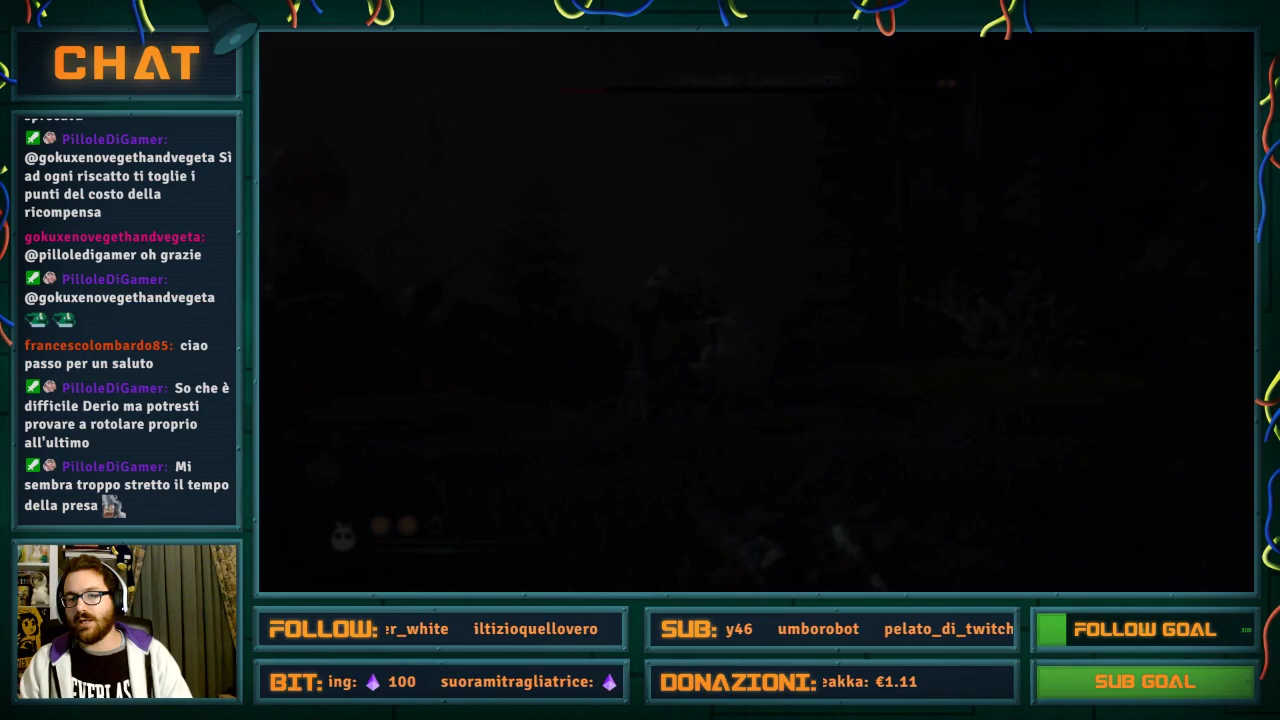 CHAT
PilloleDiGamer:
@gokuxenovegethandvegeta Sì
ad ogni riscatto ti toglie i
punti del costo della
ricompensa
gokuxenovegethandvegeta:
@pilloledigamer oh grazie
PilloleDiGamer:
@gokuxenovegethandvegeta
francescolombardo85: ciao
passo per un saluto
PilloleDiGamer: So che è
difficile Derio ma potresti
provare a rotolare proprio
all'ultimo
PilloleDiGamer: Mi
sembra troppo stretto il tempo
della presa
FOLLOW: er_white iltizioquellovero
SUB: y46 umborobot pelato_di_twitch
FOLLOW GOAL
BIT: ing: 100 suoramitragliatrice:
DONAZIONI: eakka: €1.11
SUB GOAL